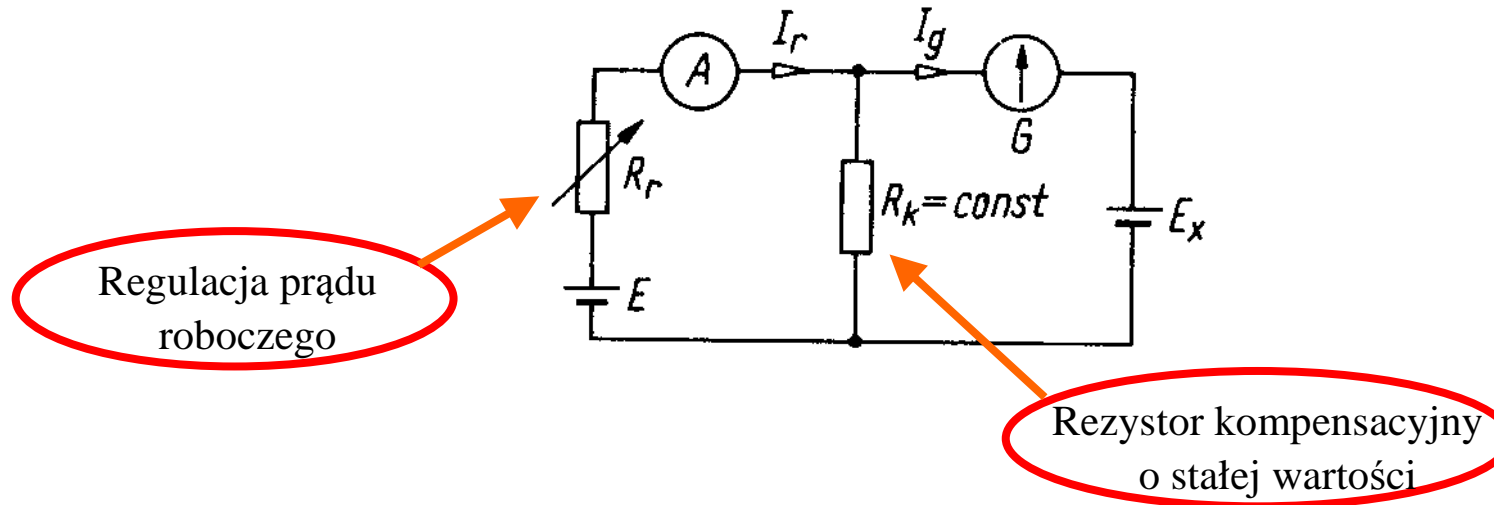 I_r
I_g
A
G
R_r
R_k=const
E_x
E
Regulacja prądu
roboczego
Rezystor kompensacyjny
o stałej wartości